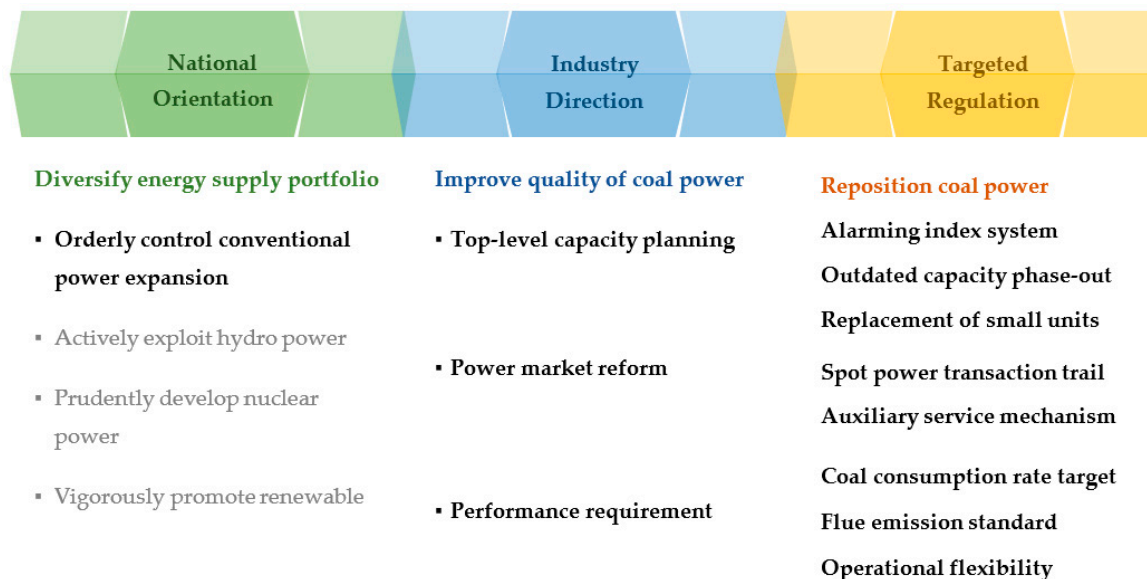 National
Orientation
Industry
Direction
Targeted
Regulation
Diversify energy supply portfolio
▪ Orderly control conventional
power expansion
▪ Actively exploit hydro power
▪ Prudently develop nuclear
power
▪ Vigorously promote renewable
Improve quality of coal power
▪ Top-level capacity planning
▪ Power market reform
▪ Performance requirement
Reposition coal power
Alarming index system
Outdated capacity phase-out
Replacement of small units
Spot power transaction trail
Auxiliary service mechanism
Coal consumption rate target
Flue emission standard
Operational flexibility